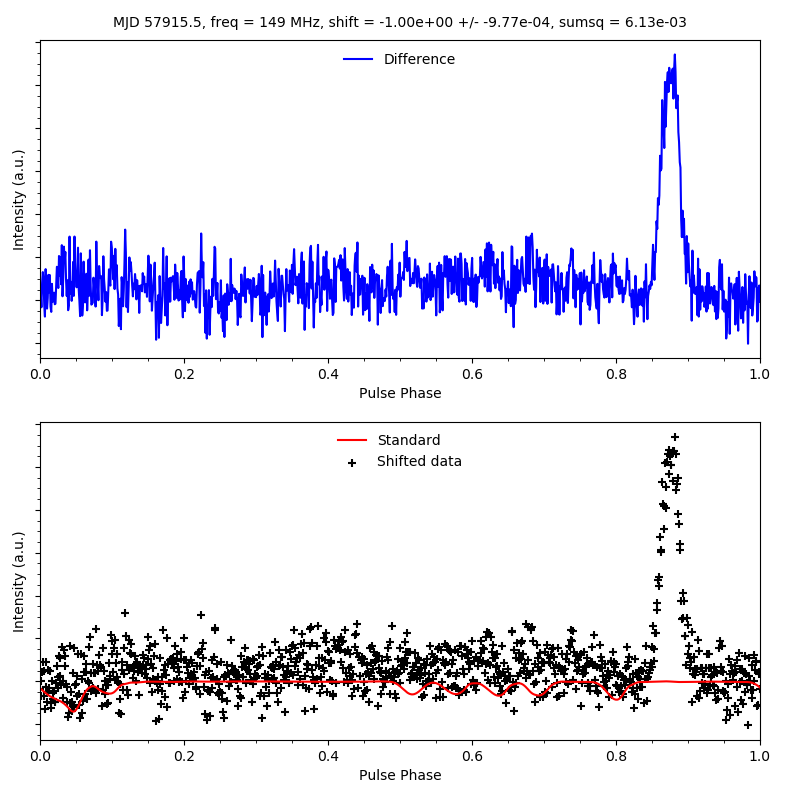 MJD 57915.5, freq = 149 MHz, shift = -1.00e+00 +/- -9.77e-04, sumsq = 6.13e-03
Difference
Intensity (a.u.)
0.0 0.2 0.4 0.6 0.8 1.0
Pulse Phase
Standard
Shifted data
Intensity (a.u.)
0.0 0.2 0.4 0.6 0.8 1.0
Pulse Phase